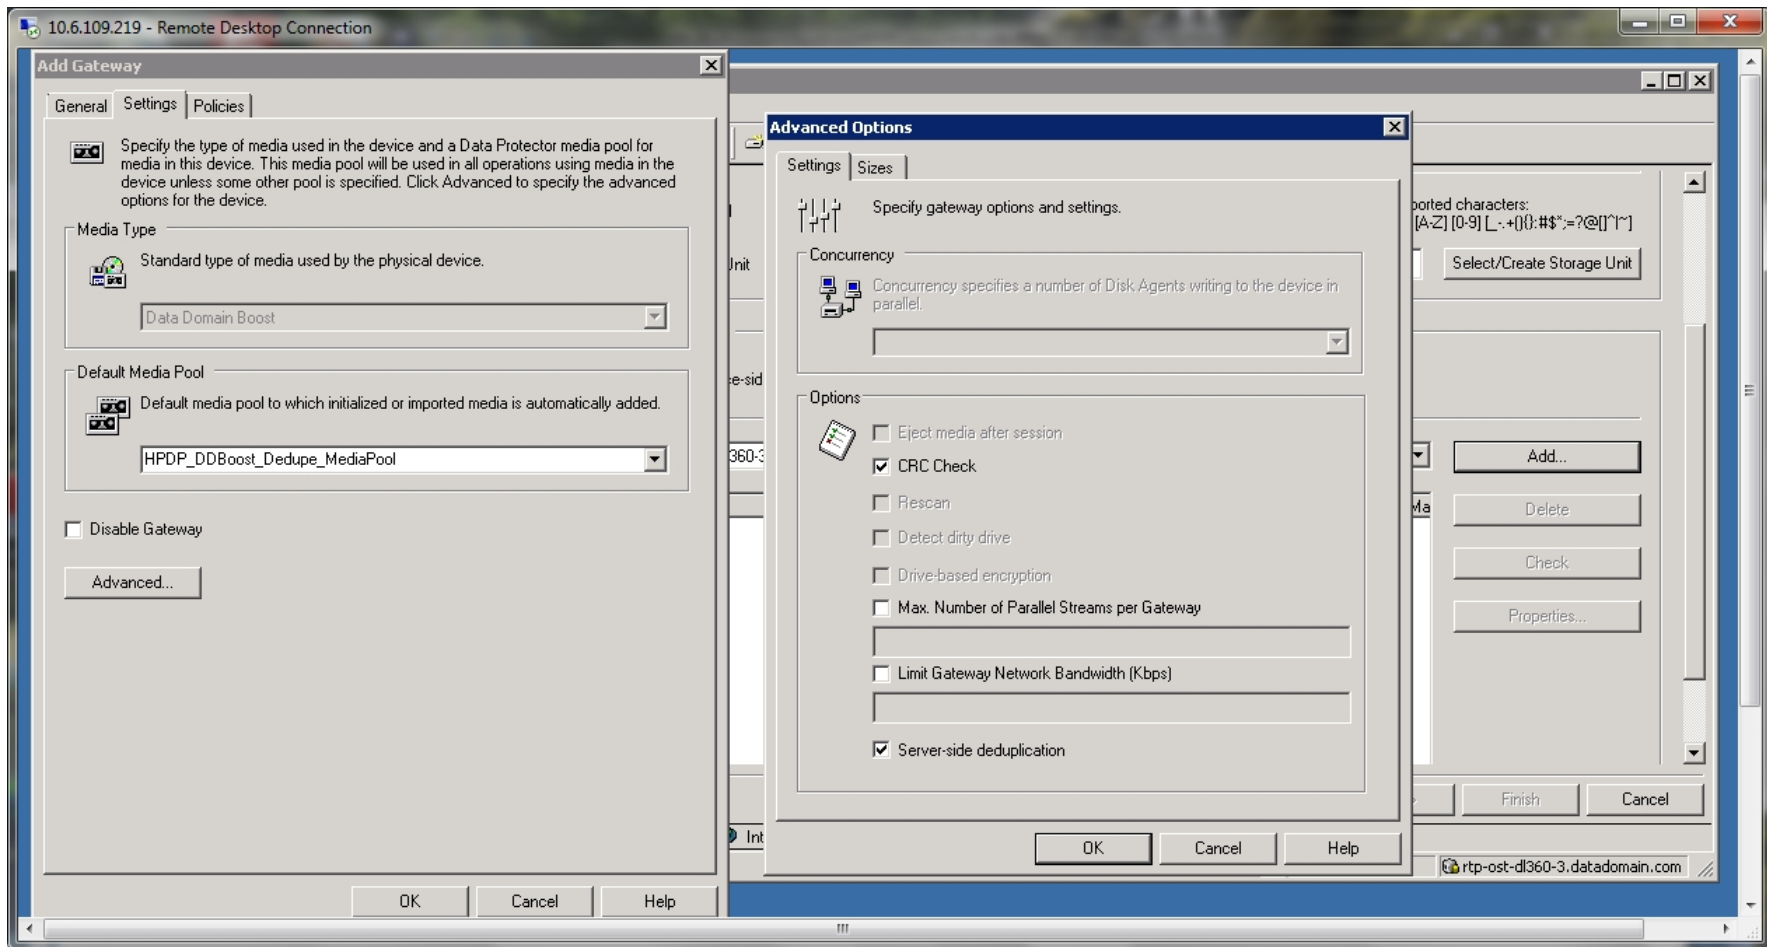 10.6.109.219 - Remote Desktop Connection
Add Gateway
General
Settings
Policies
Specify the type of media used in the device and a Data Protector media pool for
media in this device. This media pool will be used in all operations using media in the
device unless some other pool is specified. Click Advanced to specify the advanced
options for the device.
Media Type
Standard type of media used by the physical device.
Data Domain Boost
Default Media Pool
Default media pool to which initialized or imported media is automatically added.
HPDP_DDBoost_Dedupe_MediaPool
Disable Gateway
Advanced...
OK
Cancel
Help
Advanced Options
Settings
Sizes
Specify gateway options and settings.
Concurrency
Concurrency specifies a number of Disk Agents writing to the device in
parallel.
Options
Eject media after session
CRC Check
Rescan
Detect dirty drive
Drive-based encryption
Max. Number of Parallel Streams per Gateway
Limit Gateway Network Bandwidth (Kbps)
Server-side deduplication
OK
Cancel
Help
ported characters:
Jnit
Select/Create Storage Unit
ce-sid
360-3
Add...
Ma
Delete
Check
Properties...
Finish
Cancel
Int
rtp-ost-dl360-3.datadomain.com